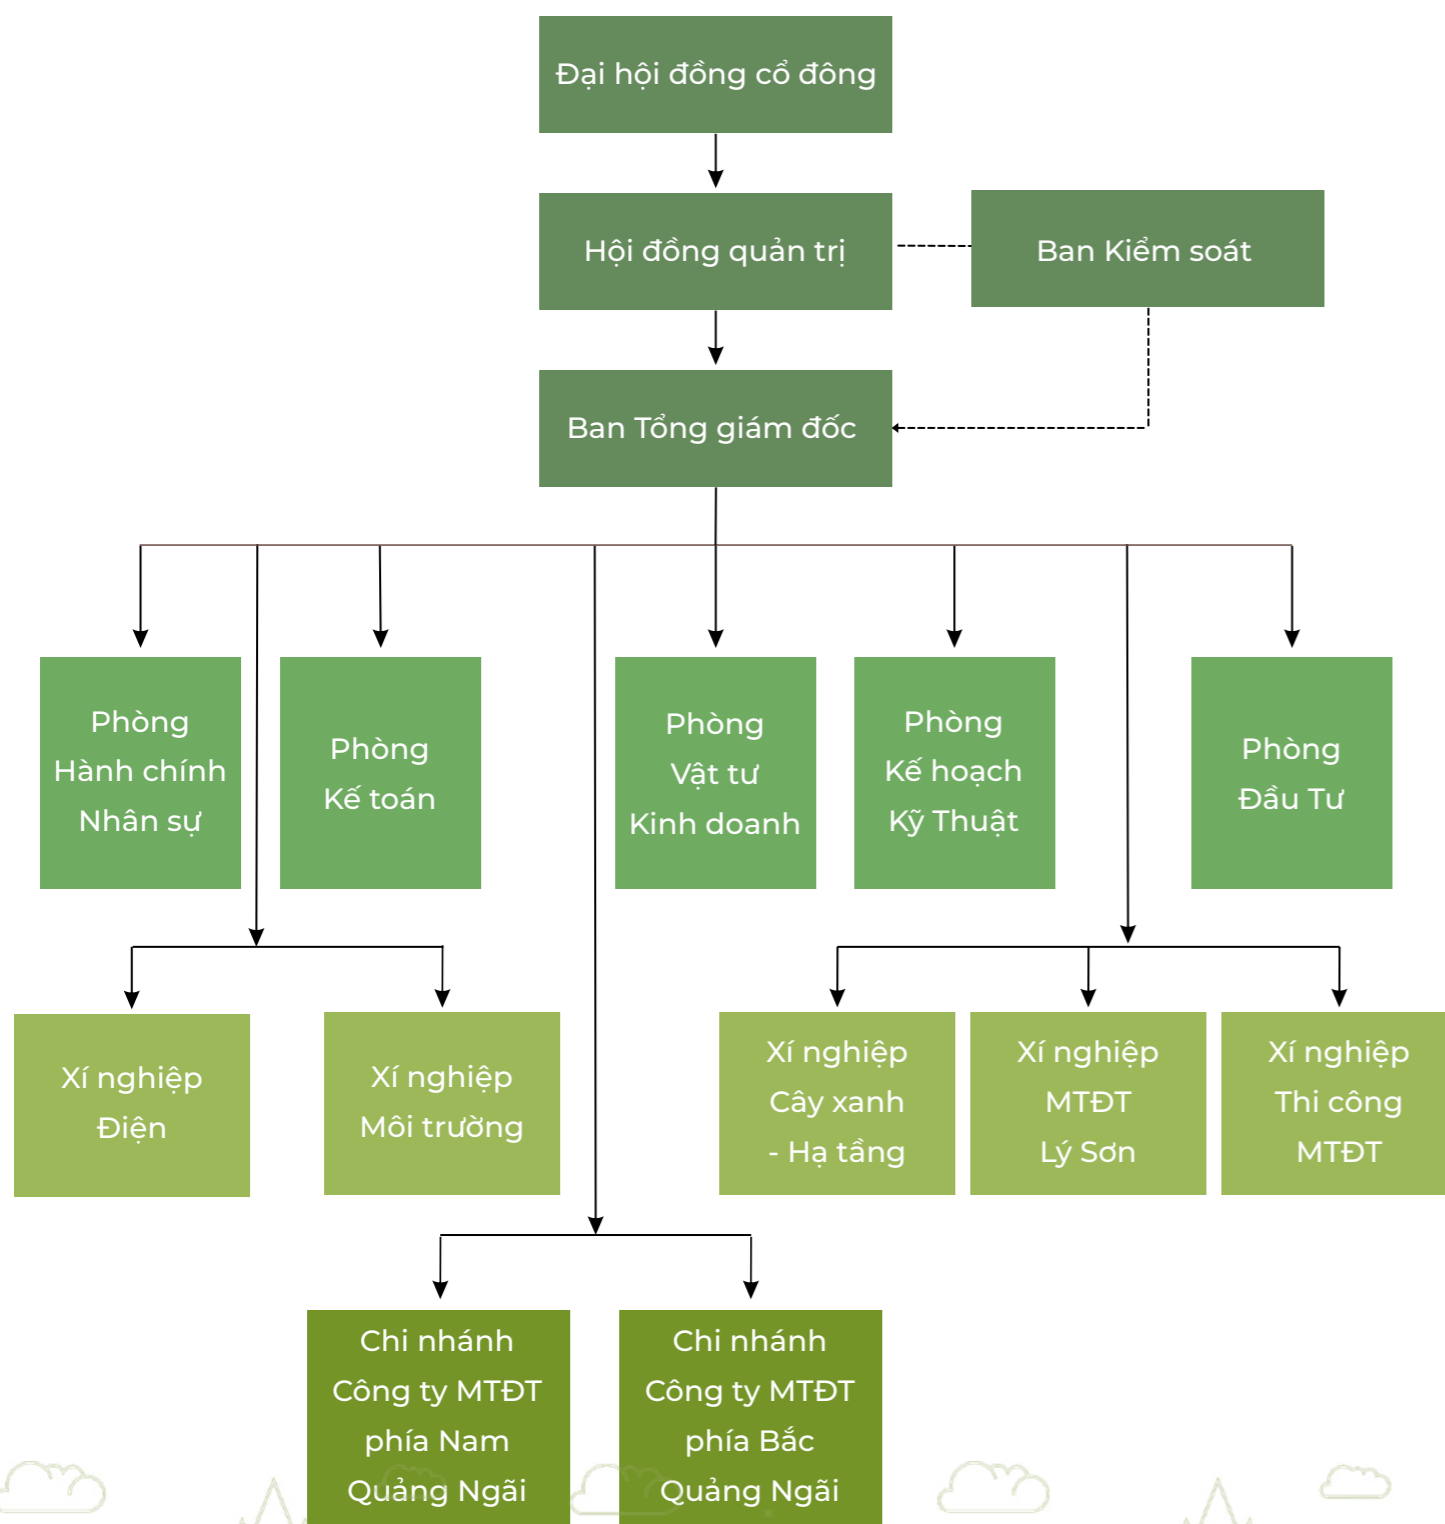 Đại hội đồng cổ đông
Hội đồng quản trị
Ban Kiểm soát
Ban Tổng giám đốc
Phòng
Hành chính
Nhân sự
Phòng
Kế toán
Phòng
Vật tư
Kinh doanh
Phòng
Kế hoạch
Kỹ Thuật
Phòng
Đầu Tư
Xí nghiệp
Điện
Xí nghiệp
Môi trường
Xí nghiệp
Cây xanh
- Hạ tầng
Xí nghiệp
MTĐT
Lý Sơn
Xí nghiệp
Thi công
MTĐT
Chi nhánh
Công ty MTĐT
phía Nam
Quảng Ngãi
Chi nhánh
Công ty MTĐT
phía Bắc
Quảng Ngãi